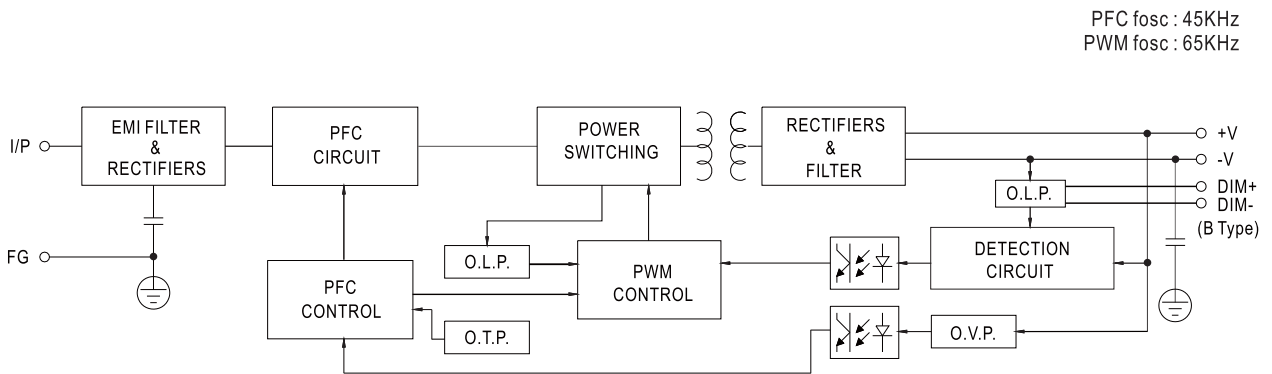 PFC fosc : 45KHz
PWM fosc : 65KHz
I/P
EMI FILTER
&
RECTIFIERS
PFC
CIRCUIT
POWER
SWITCHING
RECTIFIERS
&
FILTER
+V
-V
DIM+
DIM-
(B Type)
O.L.P.
FG
O.L.P.
PFC
CONTROL
O.T.P.
PWM
CONTROL
DETECTION
CIRCUIT
O.V.P.